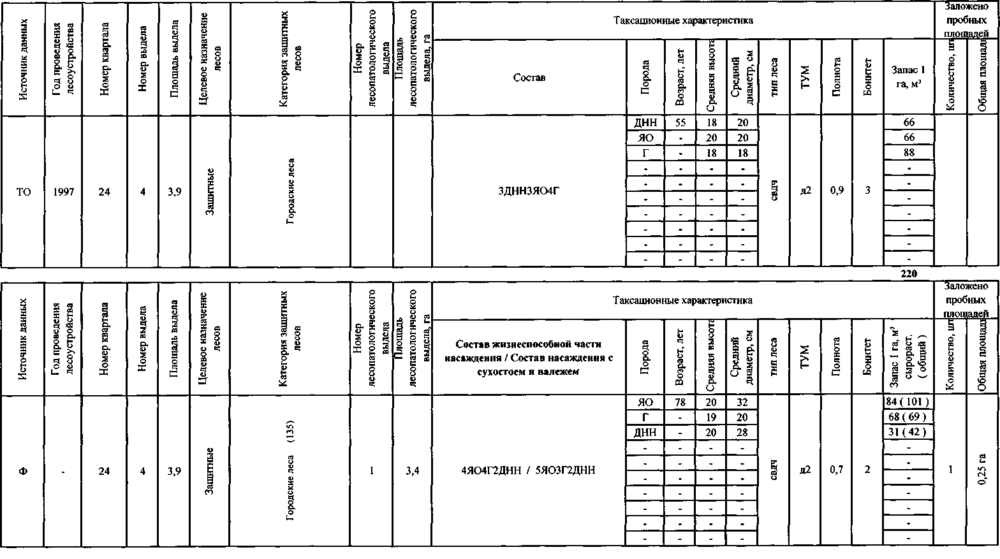 Источник данных
Год проведения
лесоустройства
Номер квартала
Номер выдела
Площадь выдела
Целевое назначение
лесов
Категория защитных
лесов
Номер
лесопатологического
выдела
Площадь
лесопатологического
выдела, га
Таксационные характеристика
Заложено
пробных
площадей
Состав
Порода
Возраст, лет
Средняя высота
Средний
диаметр, см
тип леса
ТУМ
Полнота
Бонитет
Запас 1
га, м³
Количество, шт
Общая площадь
ТО 1997 24 4 3,9 Защитные Городские леса 3ДНН3ЯО4Г свдч д2 0,9 3
ДНН 55 18 20 66
ЯО - 20 20 66
Г - 18 18 88
- - - - -
- - - - -
- - - - -
- - - - -
- - - - -
- - - - -
- - - - -
220
Источник данных
Год проведения
лесоустройства
Номер квартала
Номер выдела
Площадь выдела
Целевое назначение
лесов
Категория защитных
лесов
Номер
лесопатологического
выдела
Площадь
лесопатологического
выдела, га
Таксационные характеристика
Заложено
пробных
площадей
Состав жизнеспособной части
насаждения / Состав насаждения с
сухостоем и валежем
Порода
Возраст, лет
Средняя высота
Средний
диаметр, см
тип леса
ТУМ
Полнота
Бонитет
Запас 1 га, м³
сырораст.
( общий )
Количество, шт
Общая площадь
Ф - 24 4 3,9 Защитные Городские леса (135) 1 3,4 4ЯО4Г2ДНН / 5ЯО3Г2ДНН свдч д2 0,7 2 1 0,25 га
ЯО 78 20 32 84 ( 101 )
Г - 19 20 68 ( 69 )
ДНН - 20 28 31 ( 42 )
- - - - -
- - - - -
- - - - -
- - - - -
- - - - -
- - - - -
- - - - -